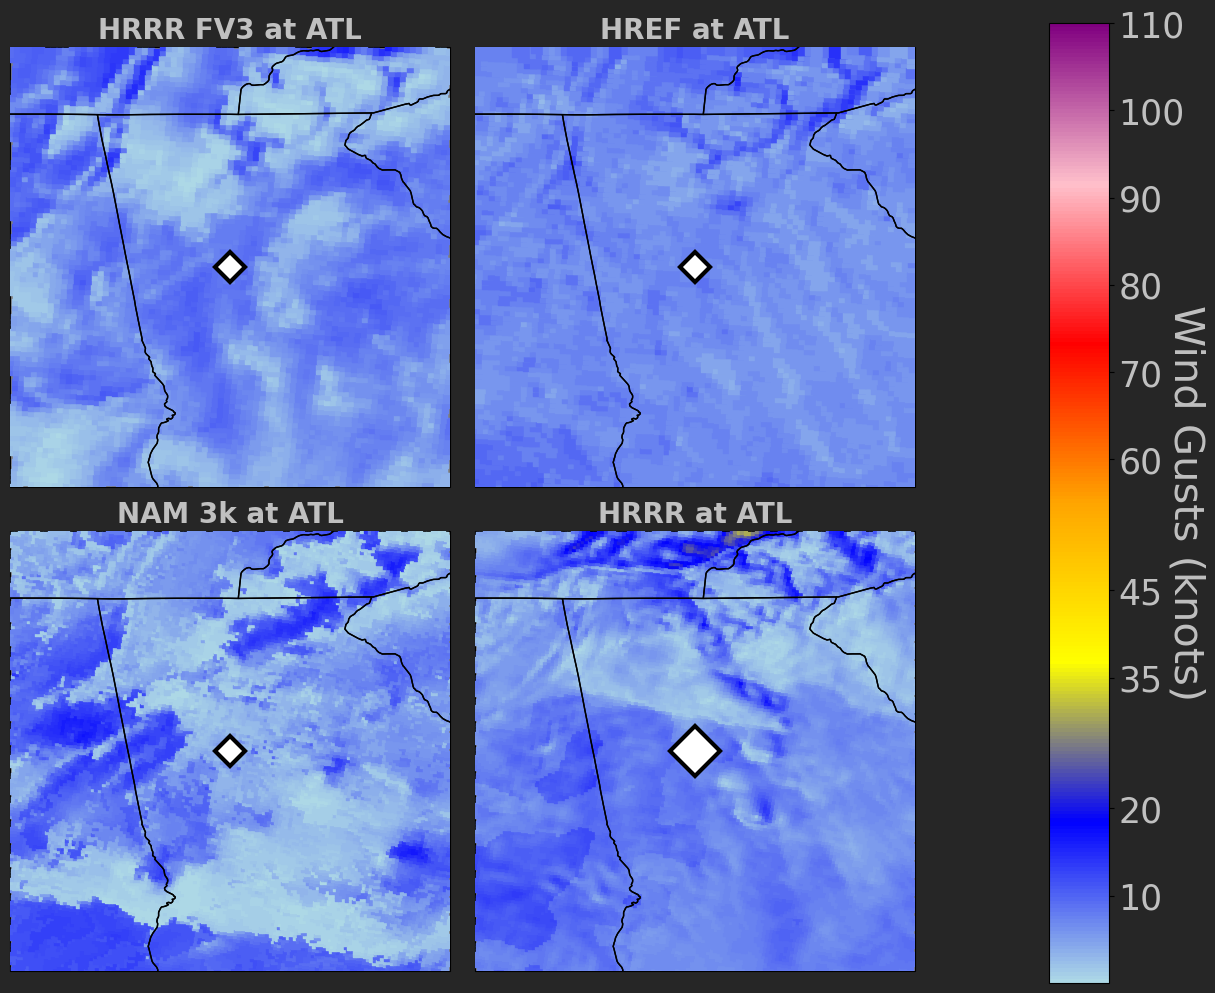 HRRR FV3 at ATL
HREF at ATL
NAM 3k at ATL
HRRR at ATL
110
100
90
80
70
60
45
35
20
10
Wind Gusts (knots)